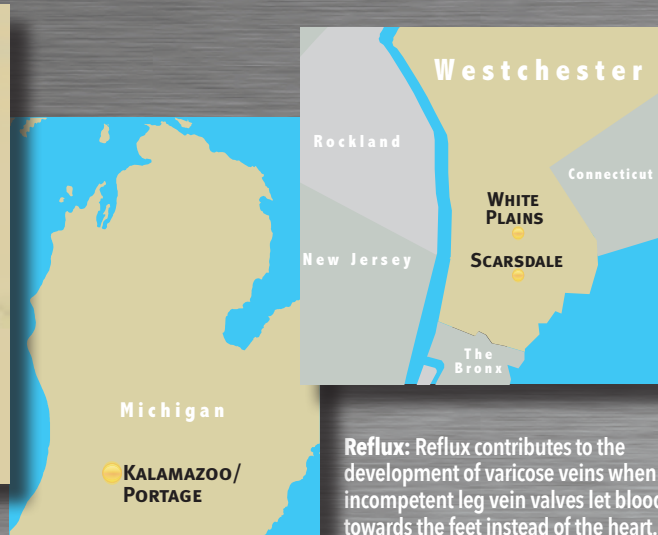 Westchester
Rockland
Connecticut
WHITE
PLAINS
New Jersey
SCARSDALE
The
Bronx
Michigan
KALAMAZOO/
PORTAGE
Reflux: Reflux contributes to the
development of varicose veins when
incompetent leg vein valves let blood
towards the feet instead of the heart.